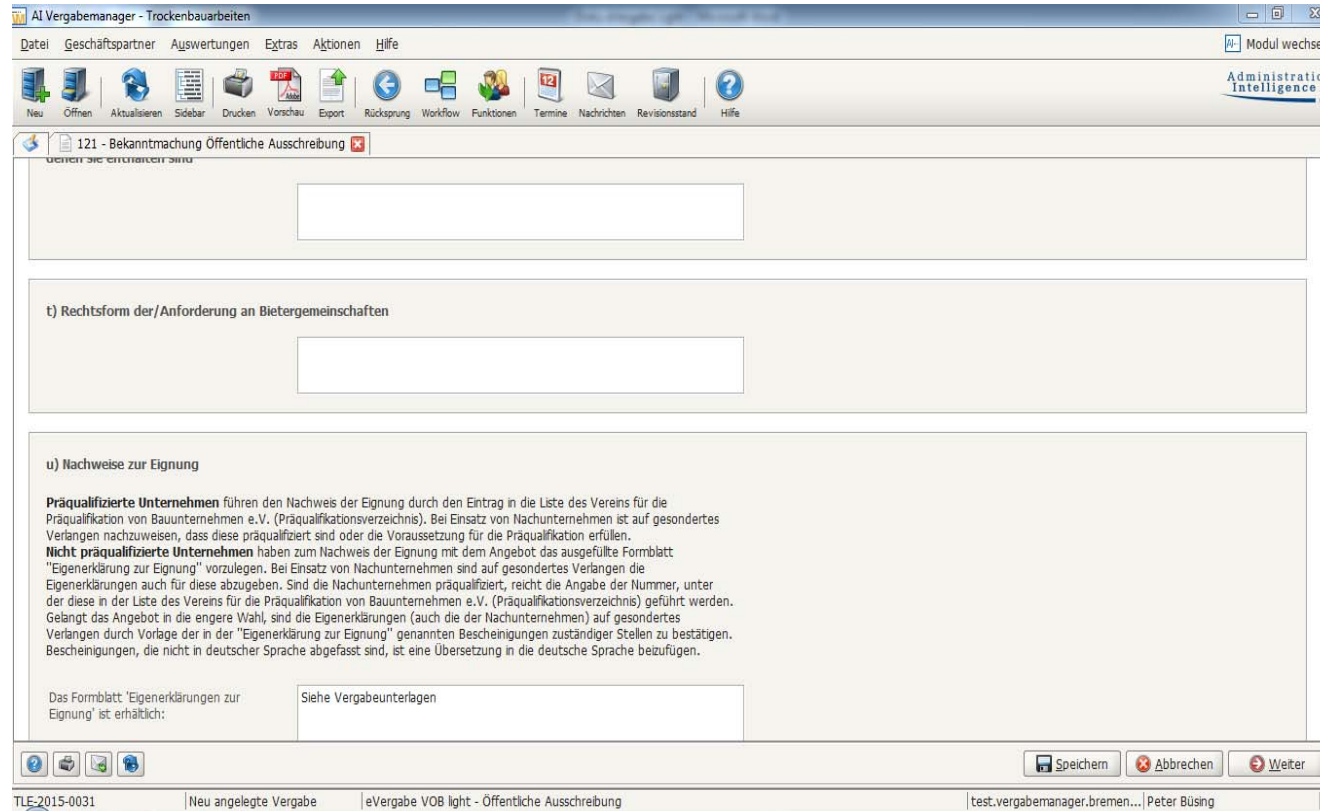 AI Vergabemanager - Trockenbauarbeiten
Datei Geschäftspartner Auswertungen Extras Aktionen Hilfe
Modul wechse
Neu Öffnen Aktualisieren Sidebar Drucken Vorschau Export Rücksprung Workflow Funktionen Termine Nachrichten Revisionsstand Hilfe
Administratio
Intelligence
121 - Bekanntmachung Öffentliche Ausschreibung
denen sie enthalten sind
t) Rechtsform der/Anforderung an Bietergemeinschaften
u) Nachweise zur Eignung
Präqualifizierte Unternehmen führen den Nachweis der Eignung durch den Eintrag in die Liste des Vereins für die
Präqualifikation von Bauunternehmen e.V. (Präqualifikationsverzeichnis). Bei Einsatz von Nachunternehmen ist auf gesondertes
Verlangen nachzuweisen, dass diese präqualifiziert sind oder die Voraussetzung für die Präqualifikation erfüllen.
Nicht präqualifizierte Unternehmen haben zum Nachweis der Eignung mit dem Angebot das ausgefüllte Formblatt
"Eigenerklärung zur Eignung" vorzulegen. Bei Einsatz von Nachunternehmen sind auf gesondertes Verlangen die
Eigenerklärungen auch für diese abzugeben. Sind die Nachunternehmen präqualifiziert, reicht die Angabe der Nummer, unter
der diese in der Liste des Vereins für die Präqualifikation von Bauunternehmen e.V. (Präqualifikationsverzeichnis) geführt werden.
Gelangt das Angebot in die engere Wahl, sind die Eigenerklärungen (auch die der Nachunternehmen) auf gesondertes
Verlangen durch Vorlage der in der "Eigenerklärung zur Eignung" genannten Bescheinigungen zuständiger Stellen zu bestätigen.
Bescheinigungen, die nicht in deutscher Sprache abgefasst sind, ist eine Übersetzung in die deutsche Sprache beizufügen.
Das Formblatt 'Eigenerklärungen zur
Eignung' ist erhältlich:
Siehe Vergabeunterlagen
Speichern Abbrechen Weiter
TLE-2015-0031 Neu angelegte Vergabe eVergabe VOB light - Öffentliche Ausschreibung test.vergabemanager.bremen... Peter Büsing